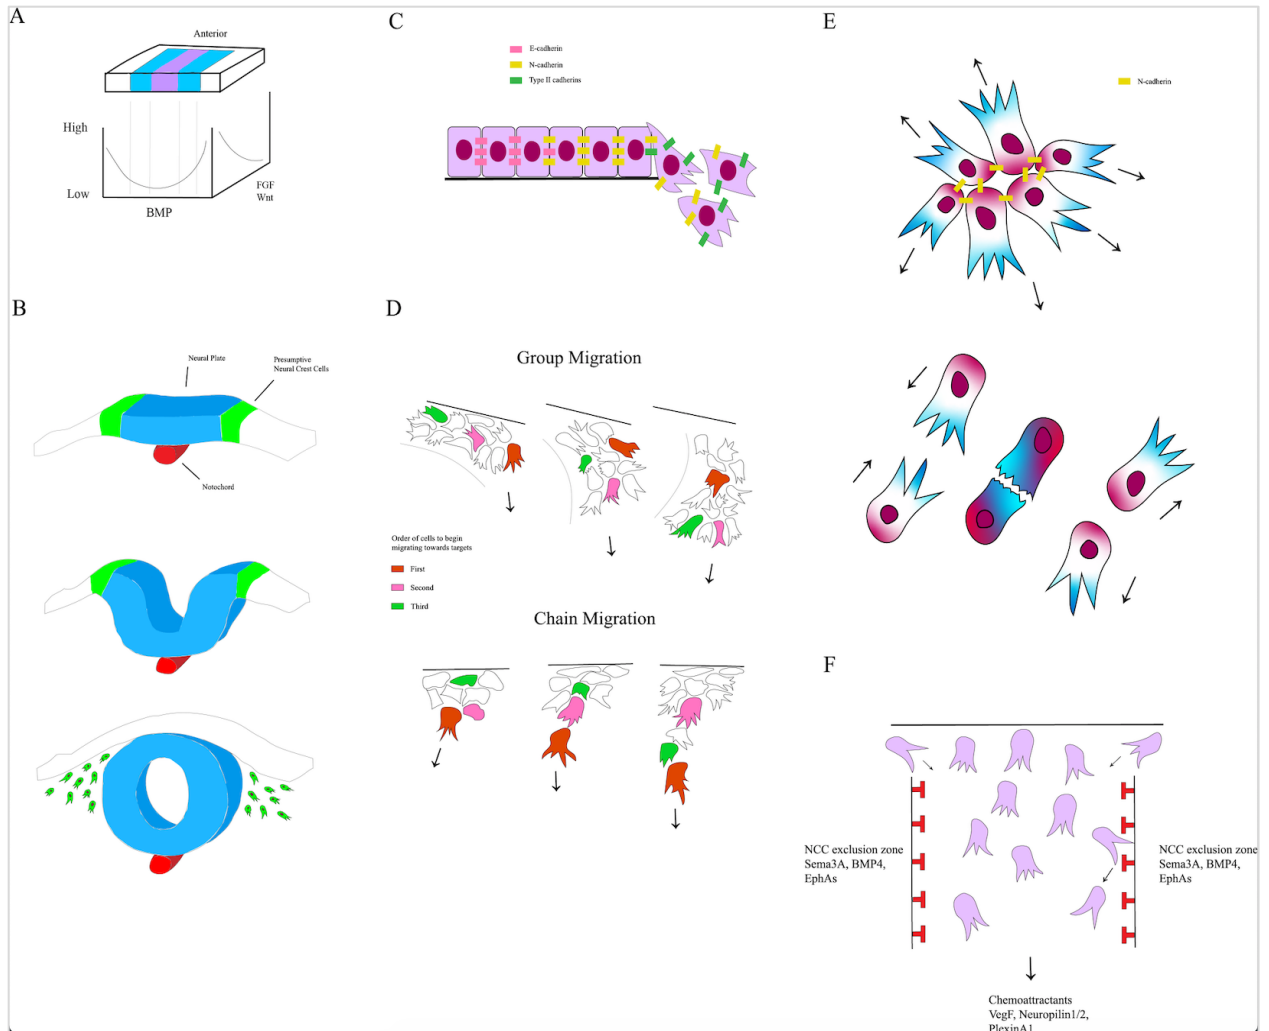 A
Anterior
High
Low
BMP
FGF
Wnt
B
Neural Plate
Presumptive
Neural Crest Cells
Notochord
C
E-cadherin
N-cadherin
Type II cadherins
D
Group Migration
Order of cells to begin
migrating towards targets
First
Second
Third
Chain Migration
E
N-cadherin
F
NCC exclusion zone
Sema3A, BMP4,
EphAs
NCC exclusion zone
Sema3A, BMP4,
EphAs
Chemoattractants
VegF, Neuropilin1/2,
PlexinA1